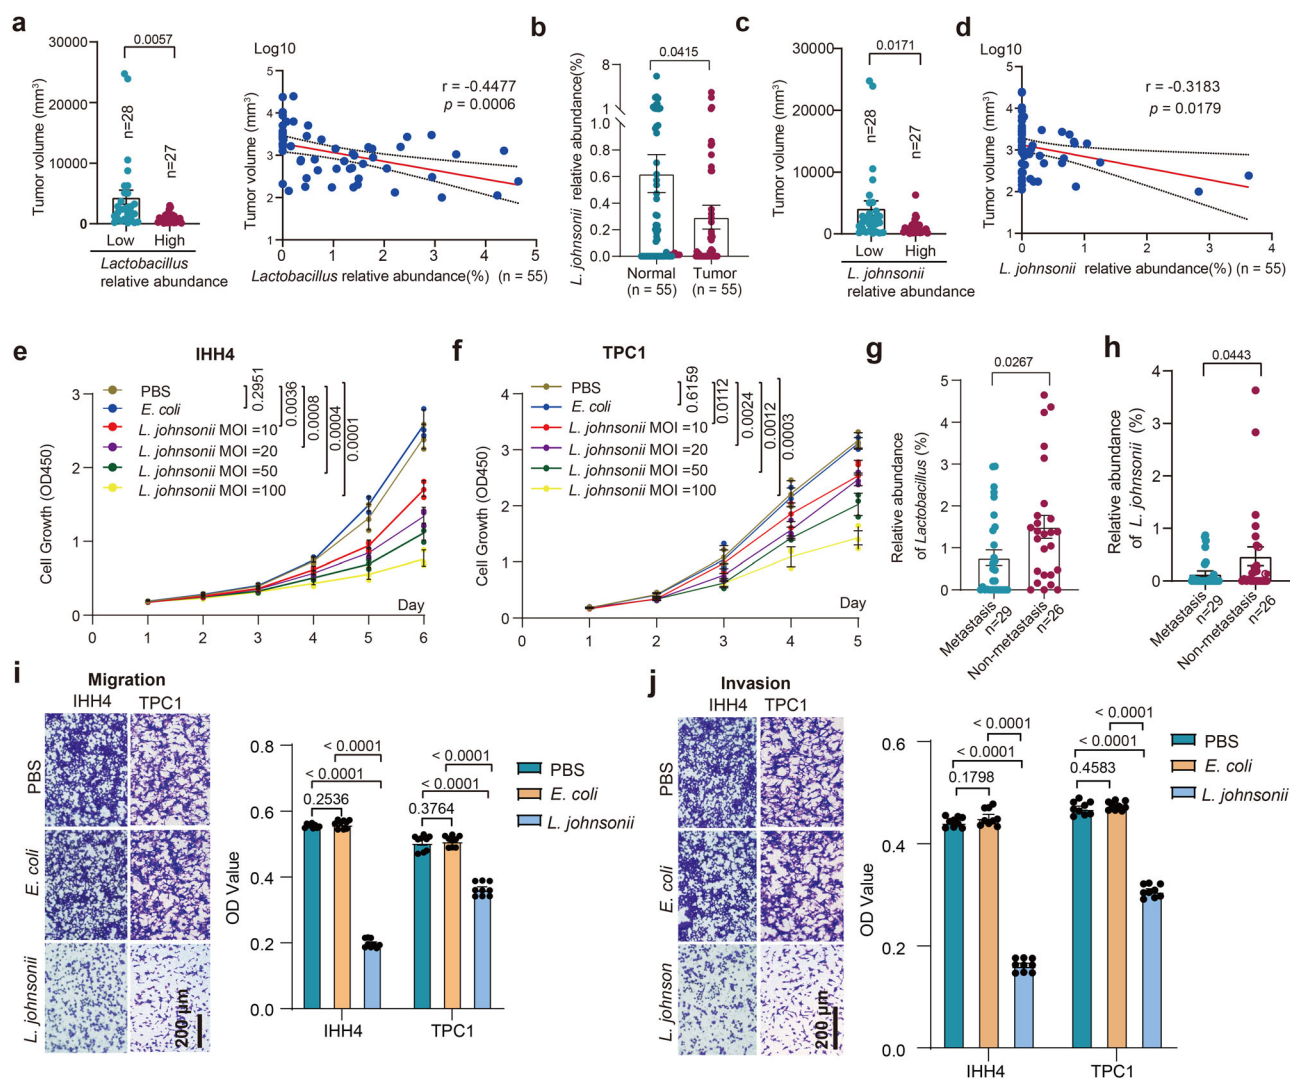 a
30000
20000
10000
0
Tumor volume (mm³)
0.0057
n=28
n=27
Low High
Lactobacillus
relative abundance
Log10
5
4
3
2
1
Tumor volume (mm³)
r = -0.4477
p = 0.0006
0 1 2 3 4 5
Lactobacillus relative abundance(%) (n = 55)
b
L. johnsonii relative abundance(%)
0.0415
8
1
1.0
0.8
0.6
0.4
0.2
0.0
Normal Tumor
(n = 55) (n = 55)
c
30000
20000
10000
0
Tumor volume (mm³)
0.0171
n=28
n=27
Low High
L. johnsonii
relative abundance
d
Log10
5
4
3
2
1
Tumor volume (mm³)
r = -0.3183
p = 0.0179
0 1 2 3 4
L. johnsonii relative abundance(%) (n = 55)
e
IHH4
PBS
E. coli
L. johnsonii MOI =10
L. johnsonii MOI =20
L. johnsonii MOI =50
L. johnsonii MOI =100
0.2951
0.0036
0.0008
0.0004
0.0001
Cell Growth (OD450)
3
2
1
0
Day
0 1 2 3 4 5 6
f
TPC1
PBS
E. coli
L. johnsonii MOI =10
L. johnsonii MOI =20
L. johnsonii MOI =50
L. johnsonii MOI =100
0.6159
0.0112
0.0024
0.0012
0.0003
Cell Growth (OD450)
4
3
2
1
0
Day
0 1 2 3 4 5
g
0.0267
Relative abundance
of Lactobacillus (%)
5
4
3
2
1
0
Metastasis
n=29
Non-metastasis
n=26
h
0.0443
Relative abundance
of L. johnsonii (%)
4
3
2
1
0
Metastasis
n=29
Non-metastasis
n=26
i
Migration
IHH4 TPC1
PBS
E. coli
L. johnsonii
200 μm
OD Value
0.8
0.6
0.4
0.2
0.0
< 0.0001
< 0.0001
0.2536
< 0.0001
< 0.0001
0.3764
IHH4 TPC1
PBS
E. coli
L. johnsonii
j
Invasion
IHH4 TPC1
PBS
E. coli
L. johnson
200 μm
OD Value
0.6
0.4
0.2
0.0
< 0.0001
< 0.0001
0.1798
< 0.0001
< 0.0001
0.4583
IHH4 TPC1
PBS
E. coli
L. johnsonii